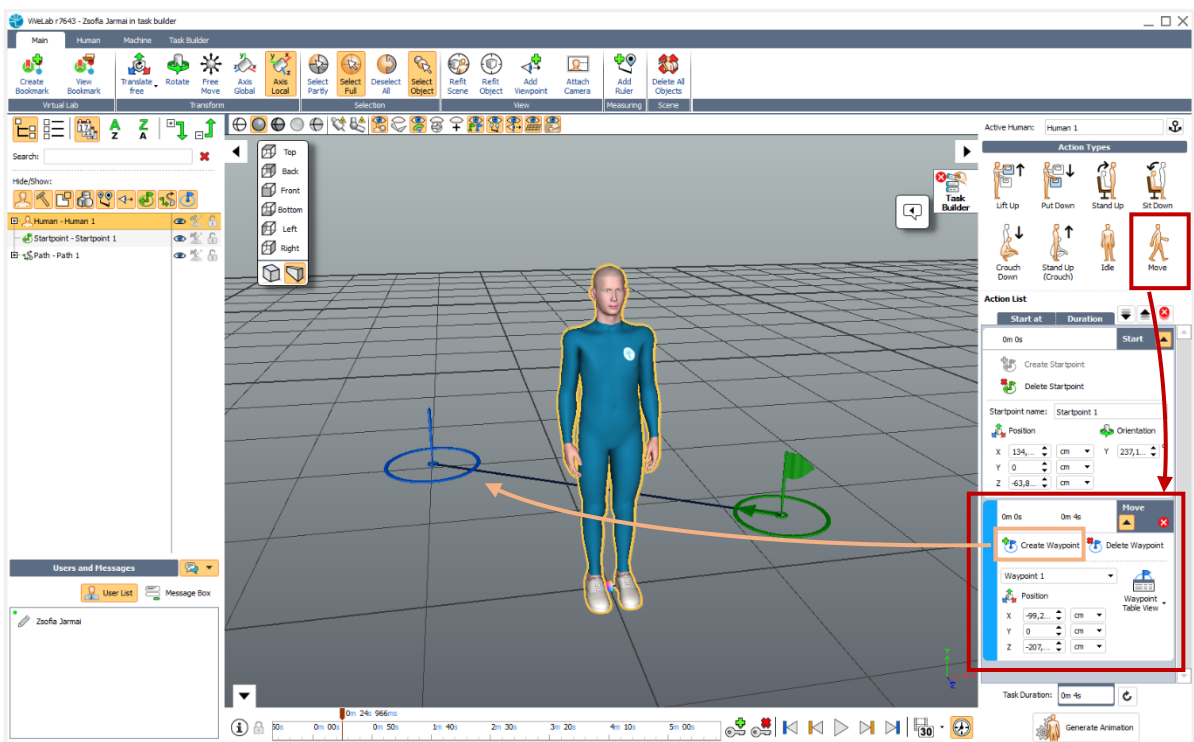 ViveLab r7643 - Zsofia Jarmai in task builder
Main Human Machine Task Builder
Create Bookmark
View Bookmark
Translate free
Rotate
Free Move
Axis Global
Axis Local
Select Partly
Select Full
Deselect All
Select Object
Refit Scene
Refit Object
Add Viewpoint
Attach Camera
Add Ruler
Delete All Objects
Virtual Lab Transform Selection View Measuring Scene
Search:
Hide/Show:
Human - Human 1
Startpoint - Startpoint 1
Path - Path 1
Users and Messages
User List Message Box
Zsofia Jarmai
Top
Back
Front
Bottom
Left
Right
Task Builder
Y
Z
0m 24s 966ms
50s 0m 00s 0m 50s 1m 40s 2m 30s 3m 20s 4m 10s 5m 00s
30
Active Human: Human 1
Action Types
Lift Up Put Down Stand Up Sit Down
Crouch Down
Stand Up (Crouch)
Idle
Move
Action List
Start at Duration
0m 0s Start
Create Startpoint
Delete Startpoint
Startpoint name: Startpoint 1
Position Orientation
X 134,... cm Y 237,1... °
Y 0 cm
Z -63,8... cm
Move
0m 0s 0m 4s
Create Waypoint Delete Waypoint
Waypoint 1
Position
Waypoint Table View
X -99,2... cm
Y 0 cm
Z -207,... cm
Task Duration: 0m 4s
Generate Animation